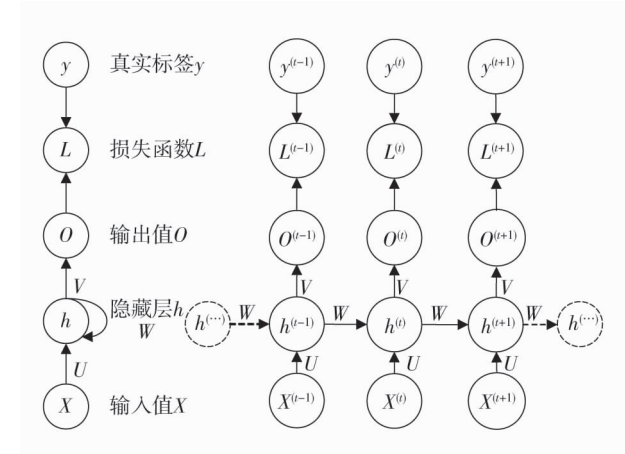 y 真实标签y y^(t−1) y^(t) y^(t+1)
L 损失函数L L^(t−1) L^(t) L^(t+1)
O 输出值O O^(t−1) O^(t) O^(t+1)
V V V V
隐藏层h
h W h^(···) W h^(t−1) W h^(t) W h^(t+1) W h^(···)
U U U U
X 输入值X X^(t−1) X^(t) X^(t+1)